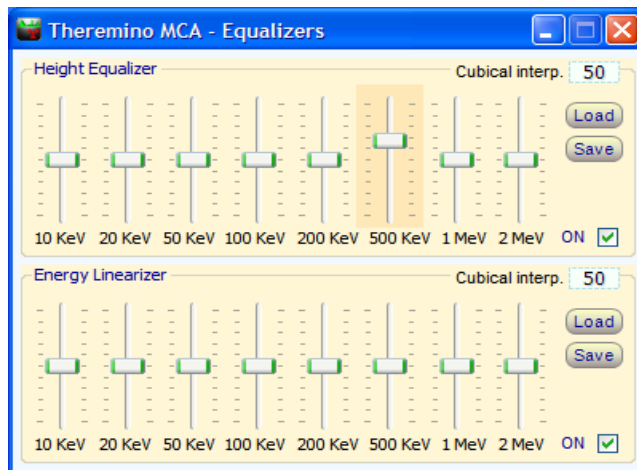 Theremino MCA - Equalizers
Height Equalizer Cubical interp. 50
Load
Save
10 KeV 20 KeV 50 KeV 100 KeV 200 KeV 500 KeV 1 MeV 2 MeV ON
Energy Linearizer Cubical interp. 50
Load
Save
10 KeV 20 KeV 50 KeV 100 KeV 200 KeV 500 KeV 1 MeV 2 MeV ON